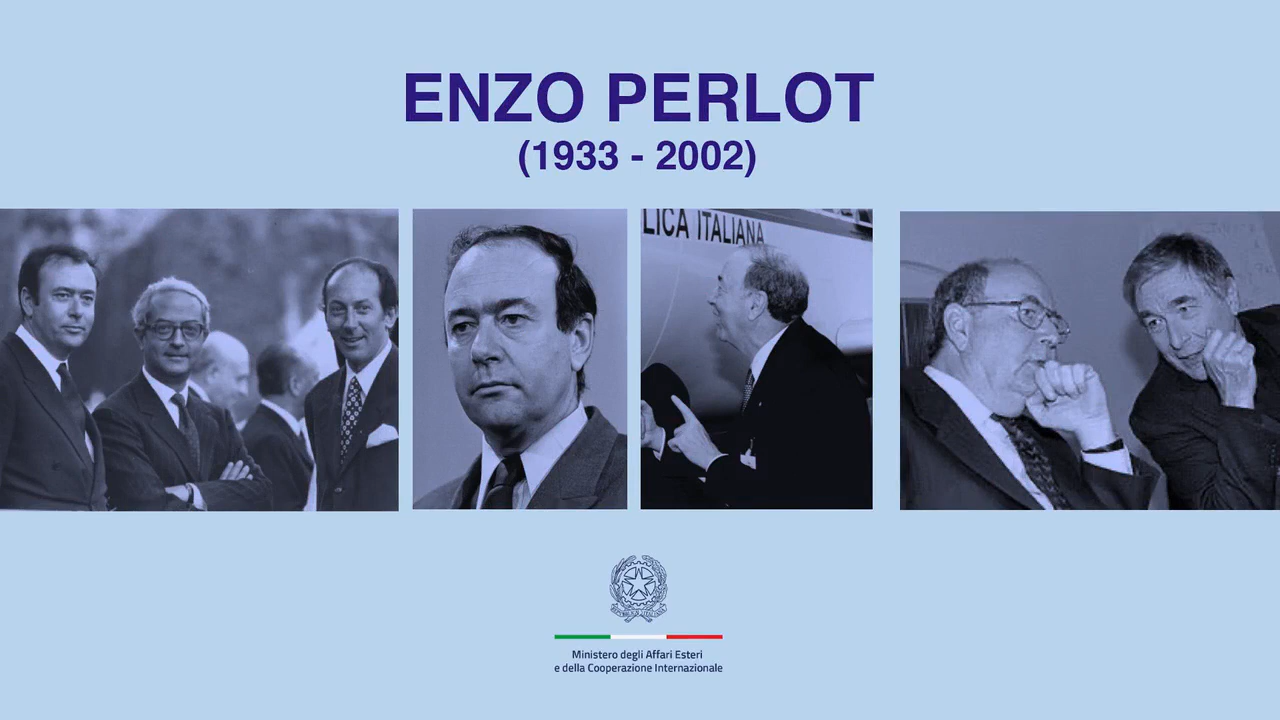 ENZO PERLOT
(1933 - 2002)
LICA ITALIANA
Ministero degli Affari Esteri
e della Cooperazione Internazionale